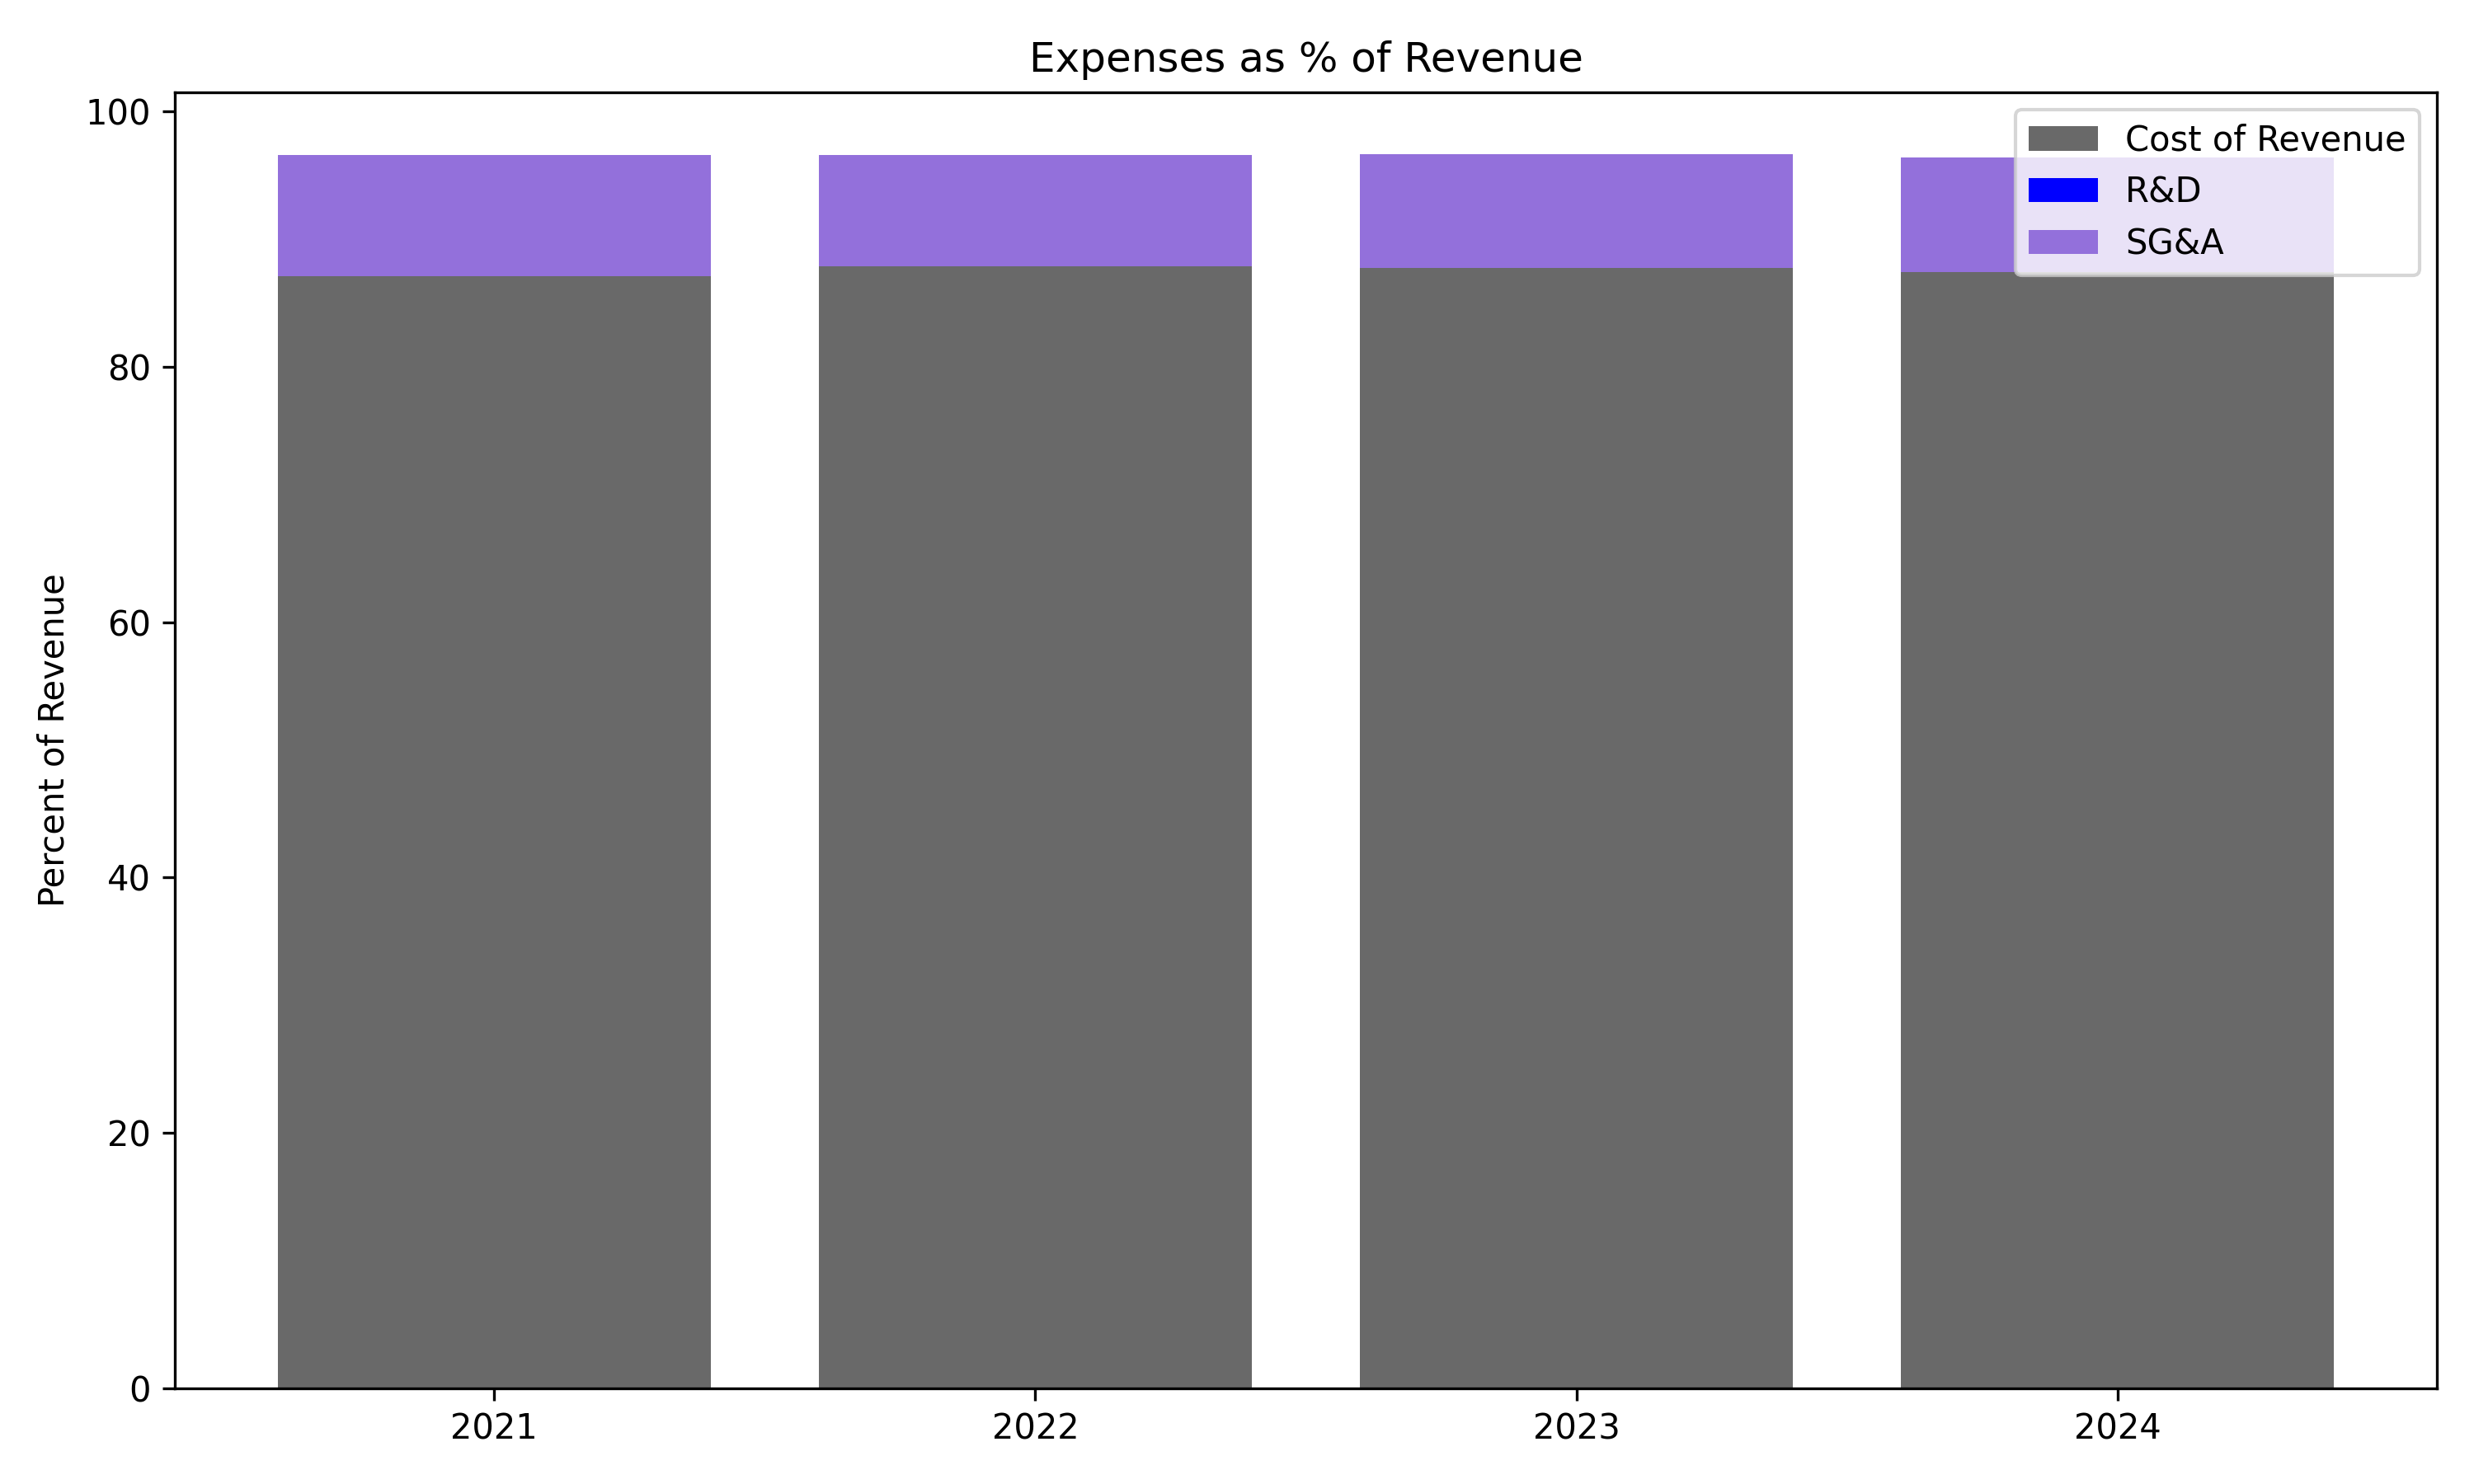 Expenses as % of Revenue
Percent of Revenue
100
80
60
40
20
0
2021
2022
2023
2024
Cost of Revenue
R&D
SG&A